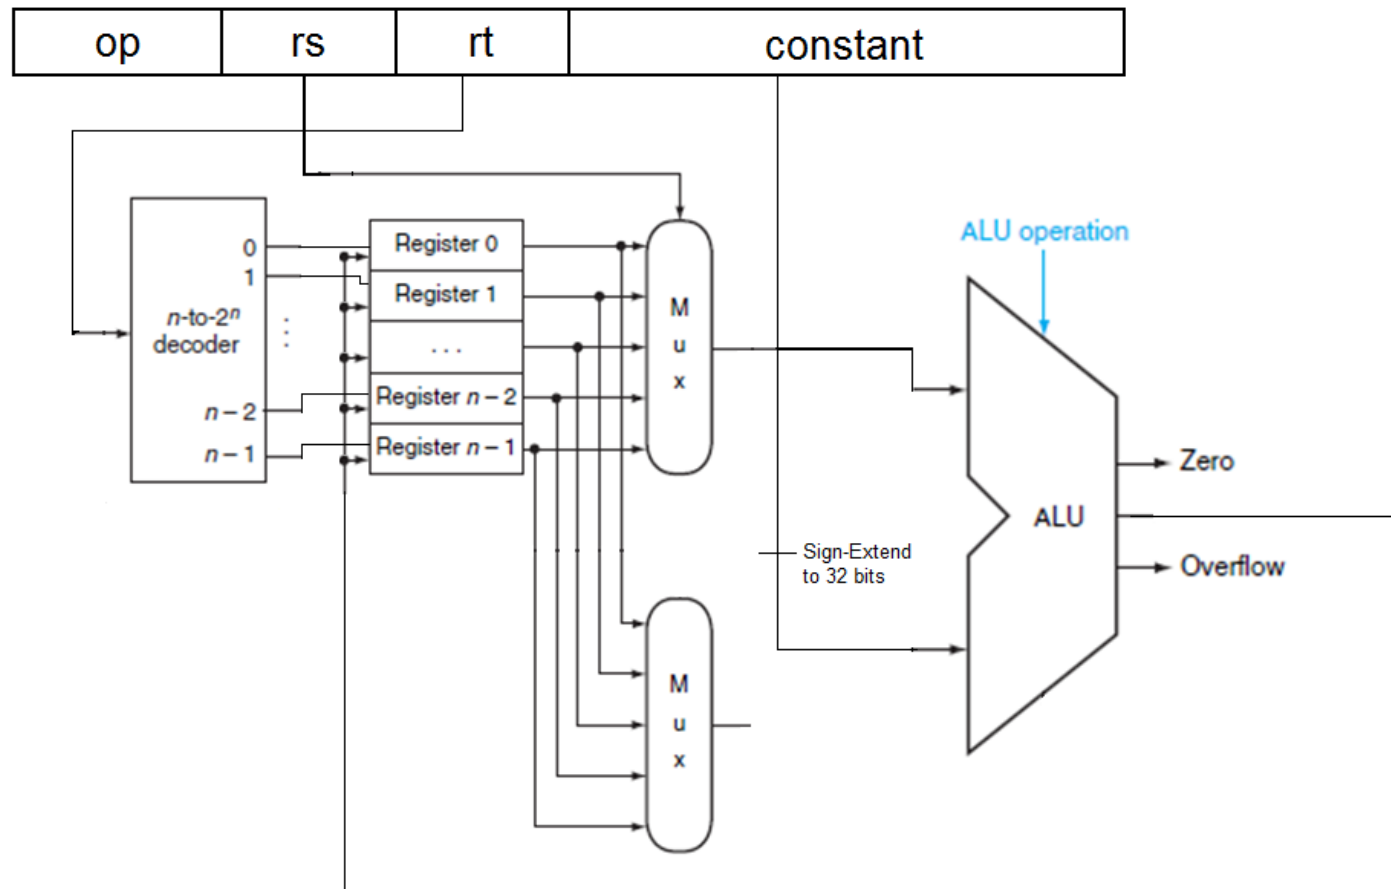 op rs rt constant
ALU operation
0
1
n-to-2ⁿ
decoder
⋮
n – 2
n – 1
Register 0
Register 1
...
Register n – 2
Register n – 1
M
u
x
M
u
x
Sign-Extend
to 32 bits
ALU
Zero
Overflow